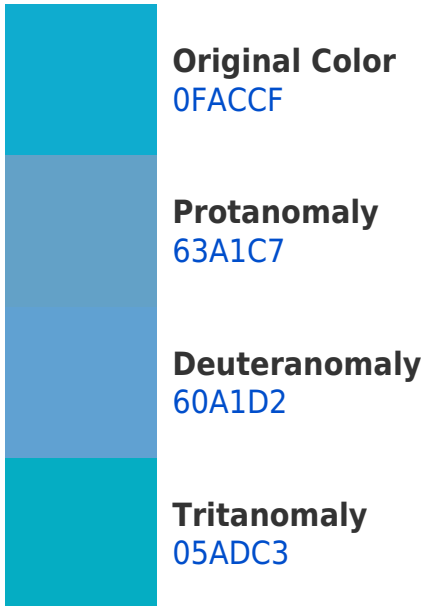 Original Color
0FACCF
Protanomaly
63A1C7
Deuteranomaly
60A1D2
Tritanomaly
05ADC3